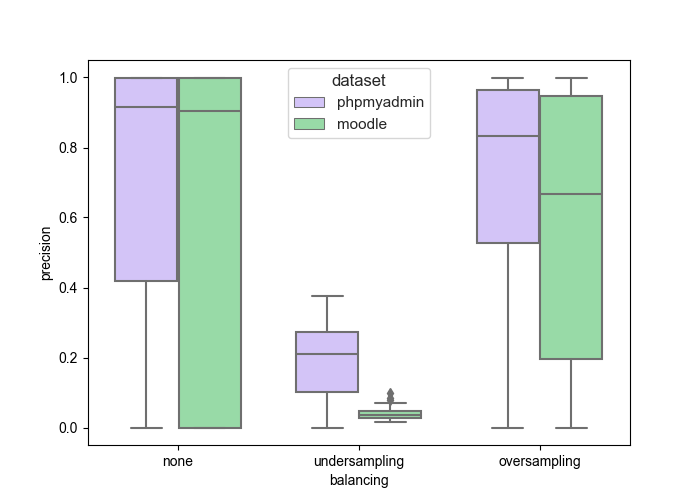 dataset
phpmyadmin
moodle
precision
1.0
0.8
0.6
0.4
0.2
0.0
none
undersampling
oversampling
balancing